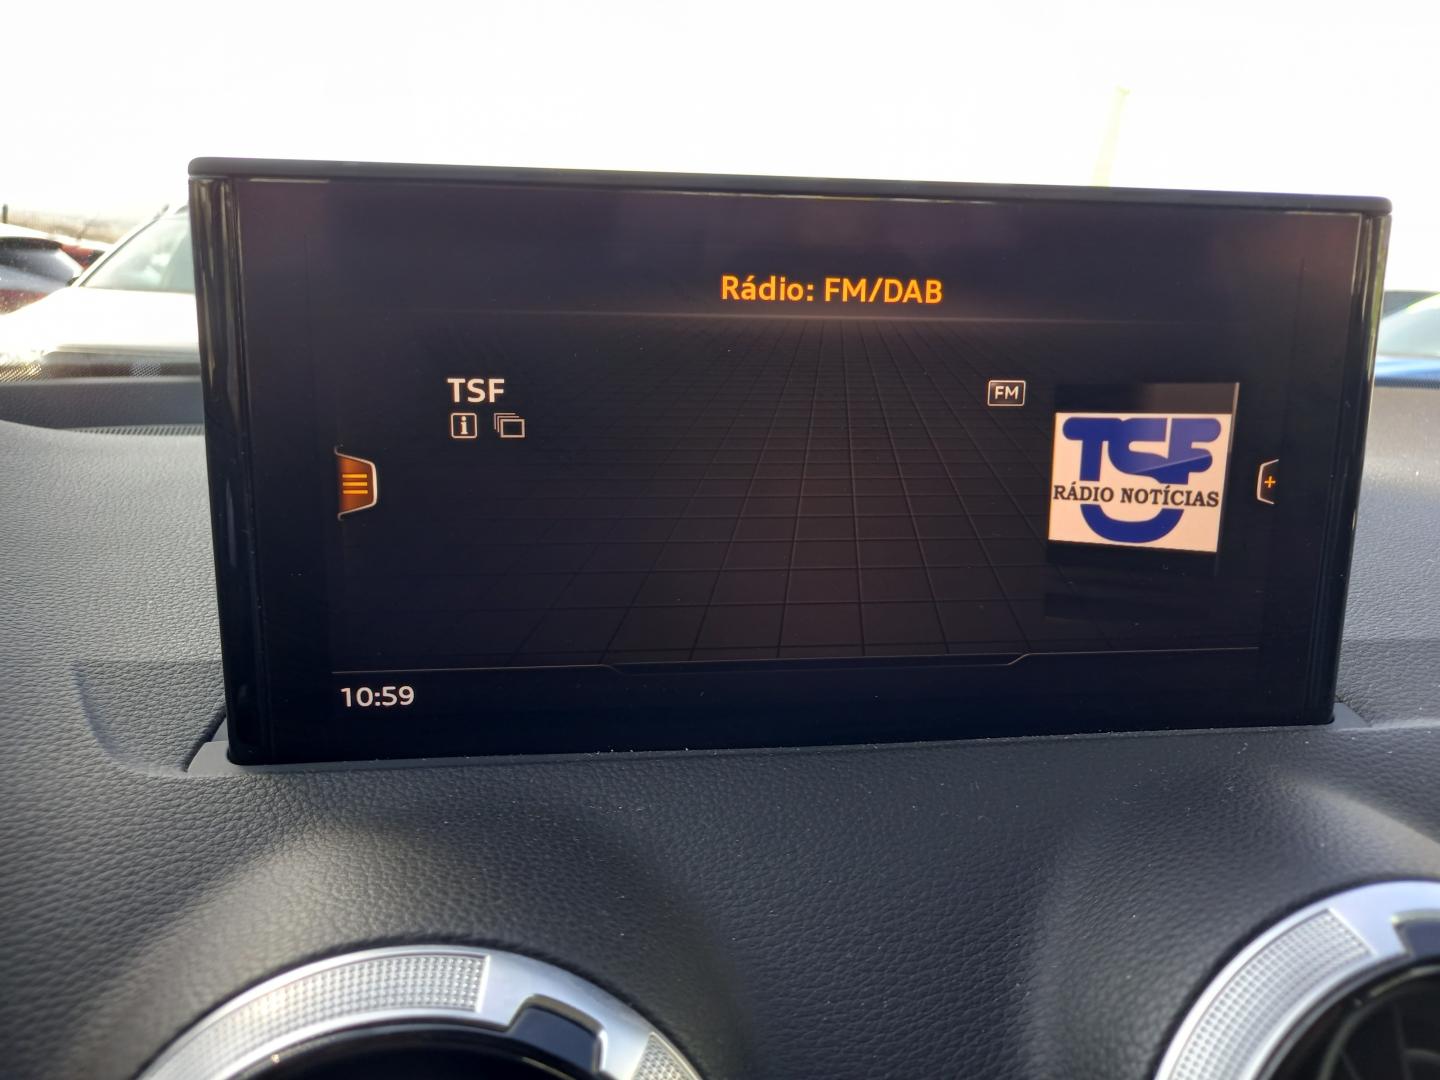 Rádio: FM/DAB
TSF
FM
TSF
RÁDIO NOTÍCIAS
10:59